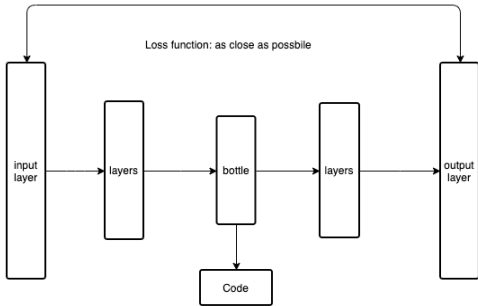 Loss function: as close as possbile
input
layer
layers
bottle
layers
output
layer
Code